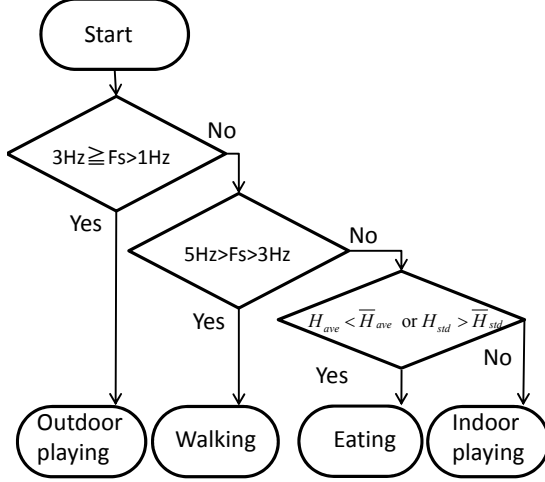 Start
3Hz≧Fs>1Hz
No
Yes
5Hz>Fs>3Hz
No
Yes
H_ave < H̅_ave or H_std > H̅_std
No
Yes
Outdoor
playing
Walking
Eating
Indoor
playing